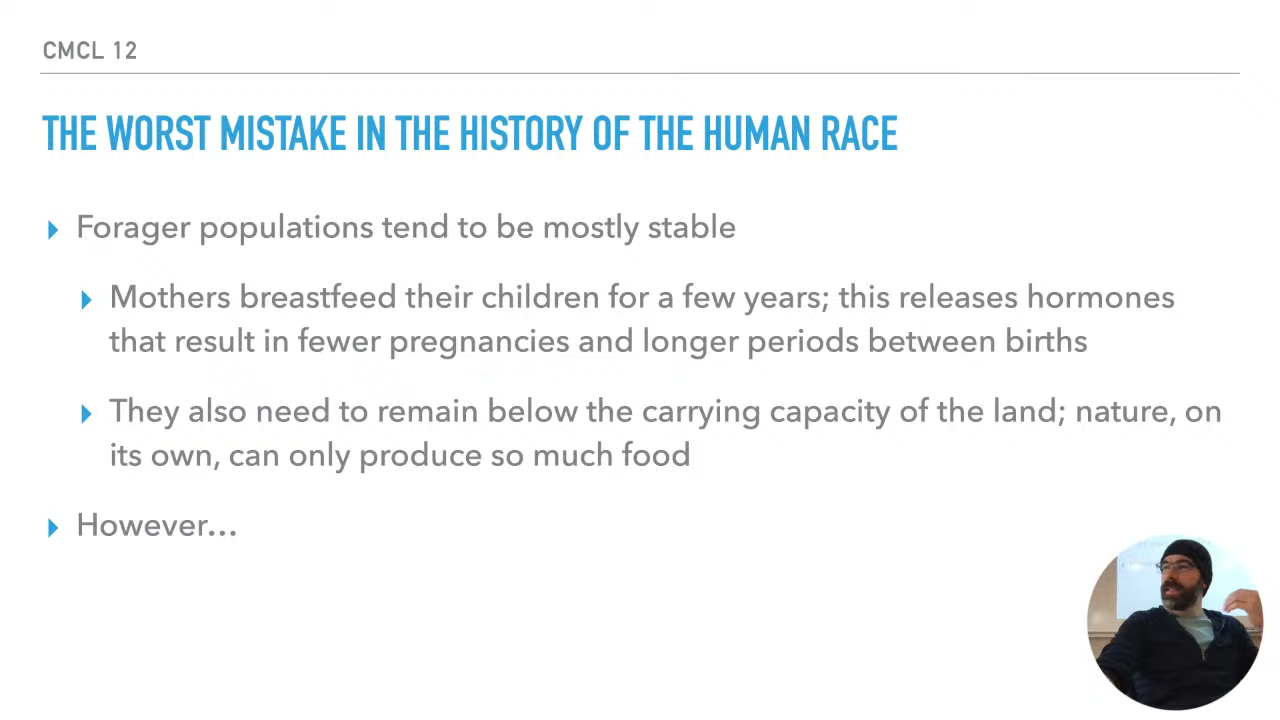 CMCL 12
THE WORST MISTAKE IN THE HISTORY OF THE HUMAN RACE
Forager populations tend to be mostly stable
Mothers breastfeed their children for a few years; this releases hormones
that result in fewer pregnancies and longer periods between births
They also need to remain below the carrying capacity of the land; nature, on
its own, can only produce so much food
However…